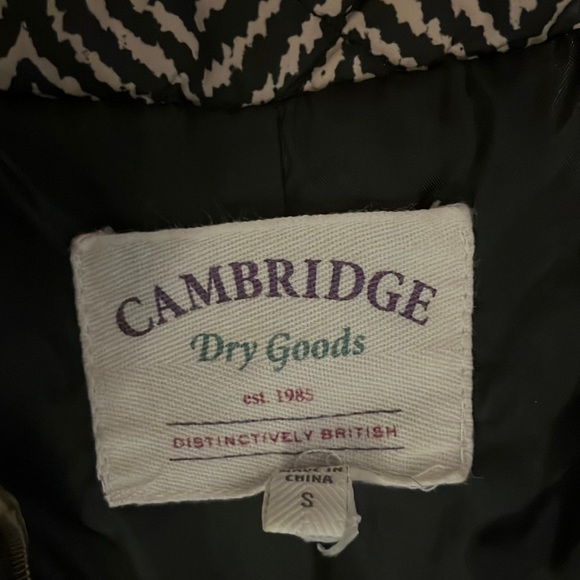 CAMBRIDGE
Dry Goods
est. 1985
DISTINCTIVELY BRITISH
MADE IN
CHINA
S